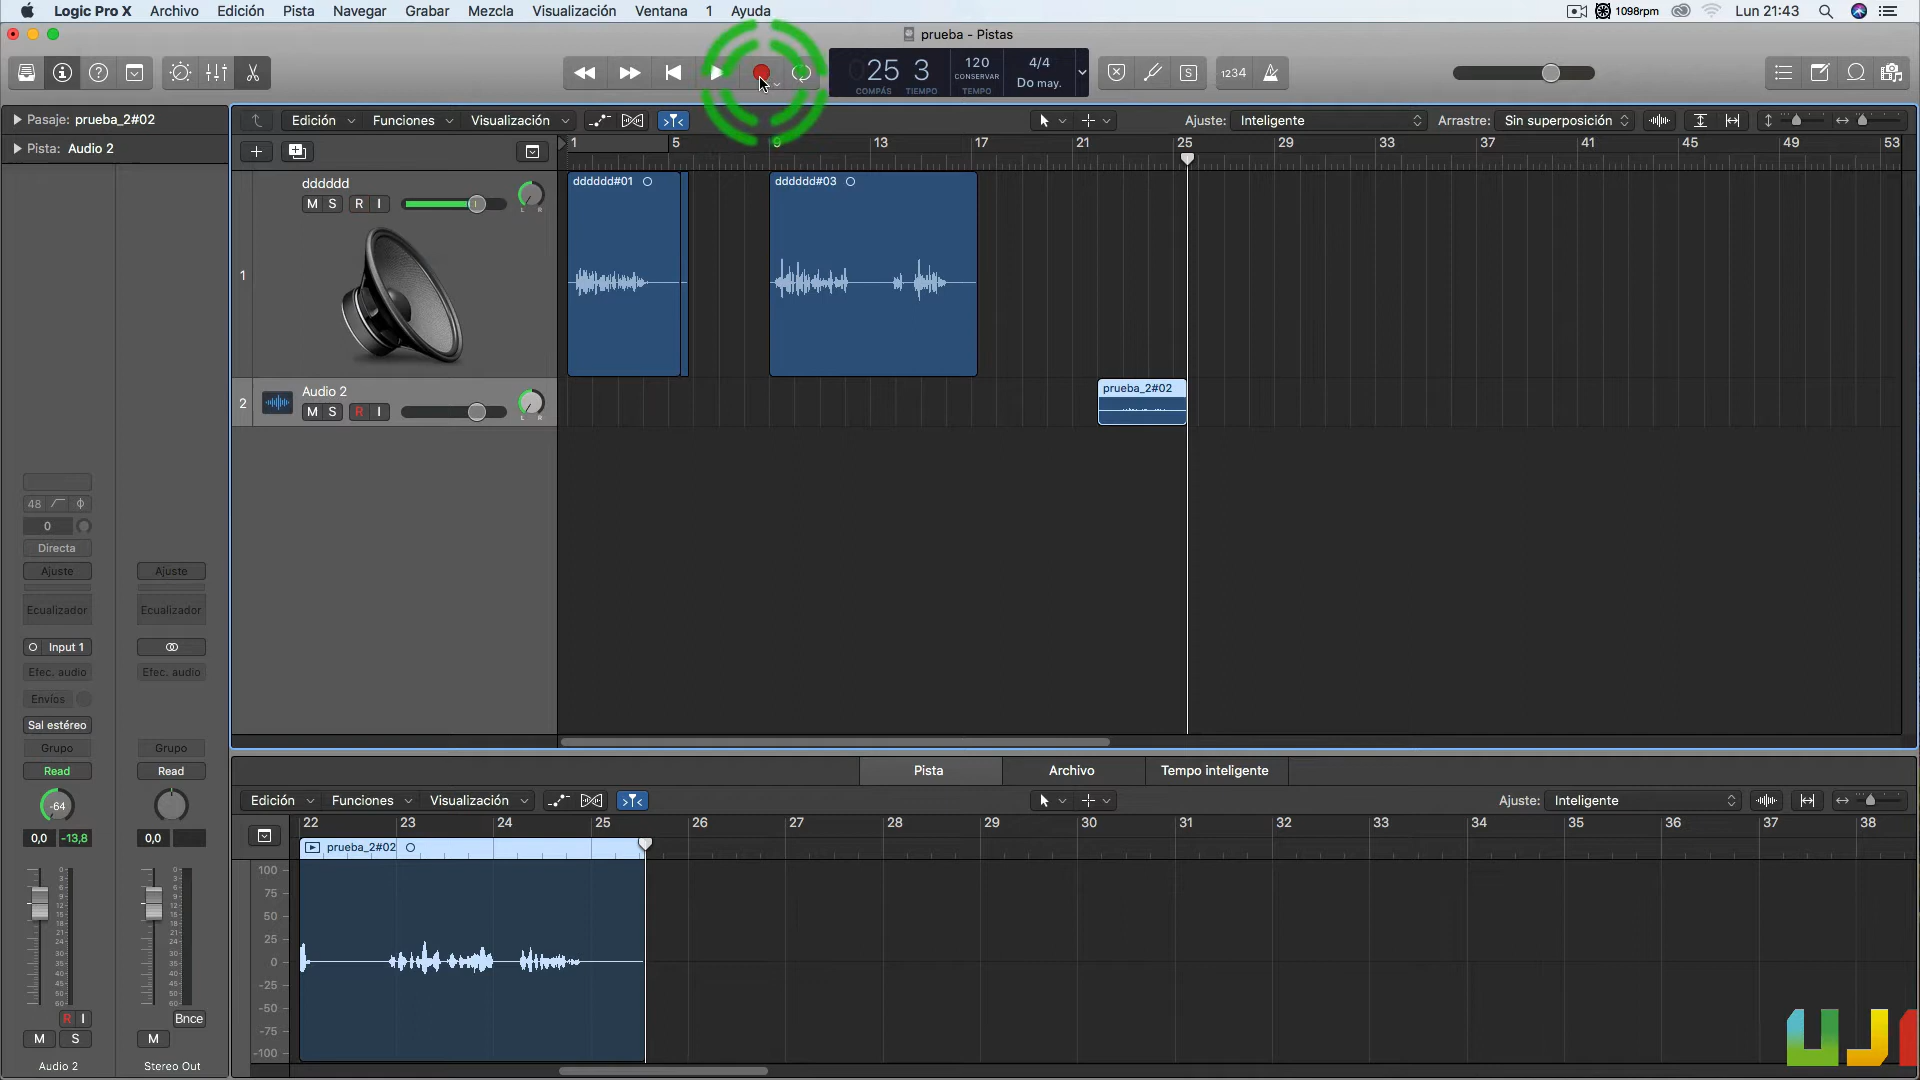 Logic Pro X Archivo Edición Pista Navegar Grabar Mezcla Visualización Ventana 1 Ayuda 1098rpm Lun 21:43
prueba - Pistas
25 3 120 CONSERVAR TEMPO 4/4 Do may. COMPÁS TIEMPO S 1234
Pasaje: prueba_2#02 Edición Funciones Visualización Ajuste: Inteligente Arrastre: Sin superposición
Pista: Audio 2 1 5 9 13 17 21 25 29 33 37 41 45 49 53
dddddd dddddd#01 dddddd#03
M S R I L R
1
Audio 2 prueba_2#02
2 M S R I L R
48
0
Directa
Ajuste Ajuste
Ecualizador Ecualizador
Input 1
Efec. audio Efec. audio
Envíos
Sal estéreo
Grupo Grupo
Read Read
Pista Archivo Tempo inteligente
Edición Funciones Visualización Ajuste: Inteligente
-64
22 23 24 25 26 27 28 29 30 31 32 33 34 35 36 37 38
0,0 -13,8 0,0
prueba_2#02
100
75
50
25
0
-25
-50
-75
-100
R I Bnce
M S M
Audio 2 Stereo Out
UJI